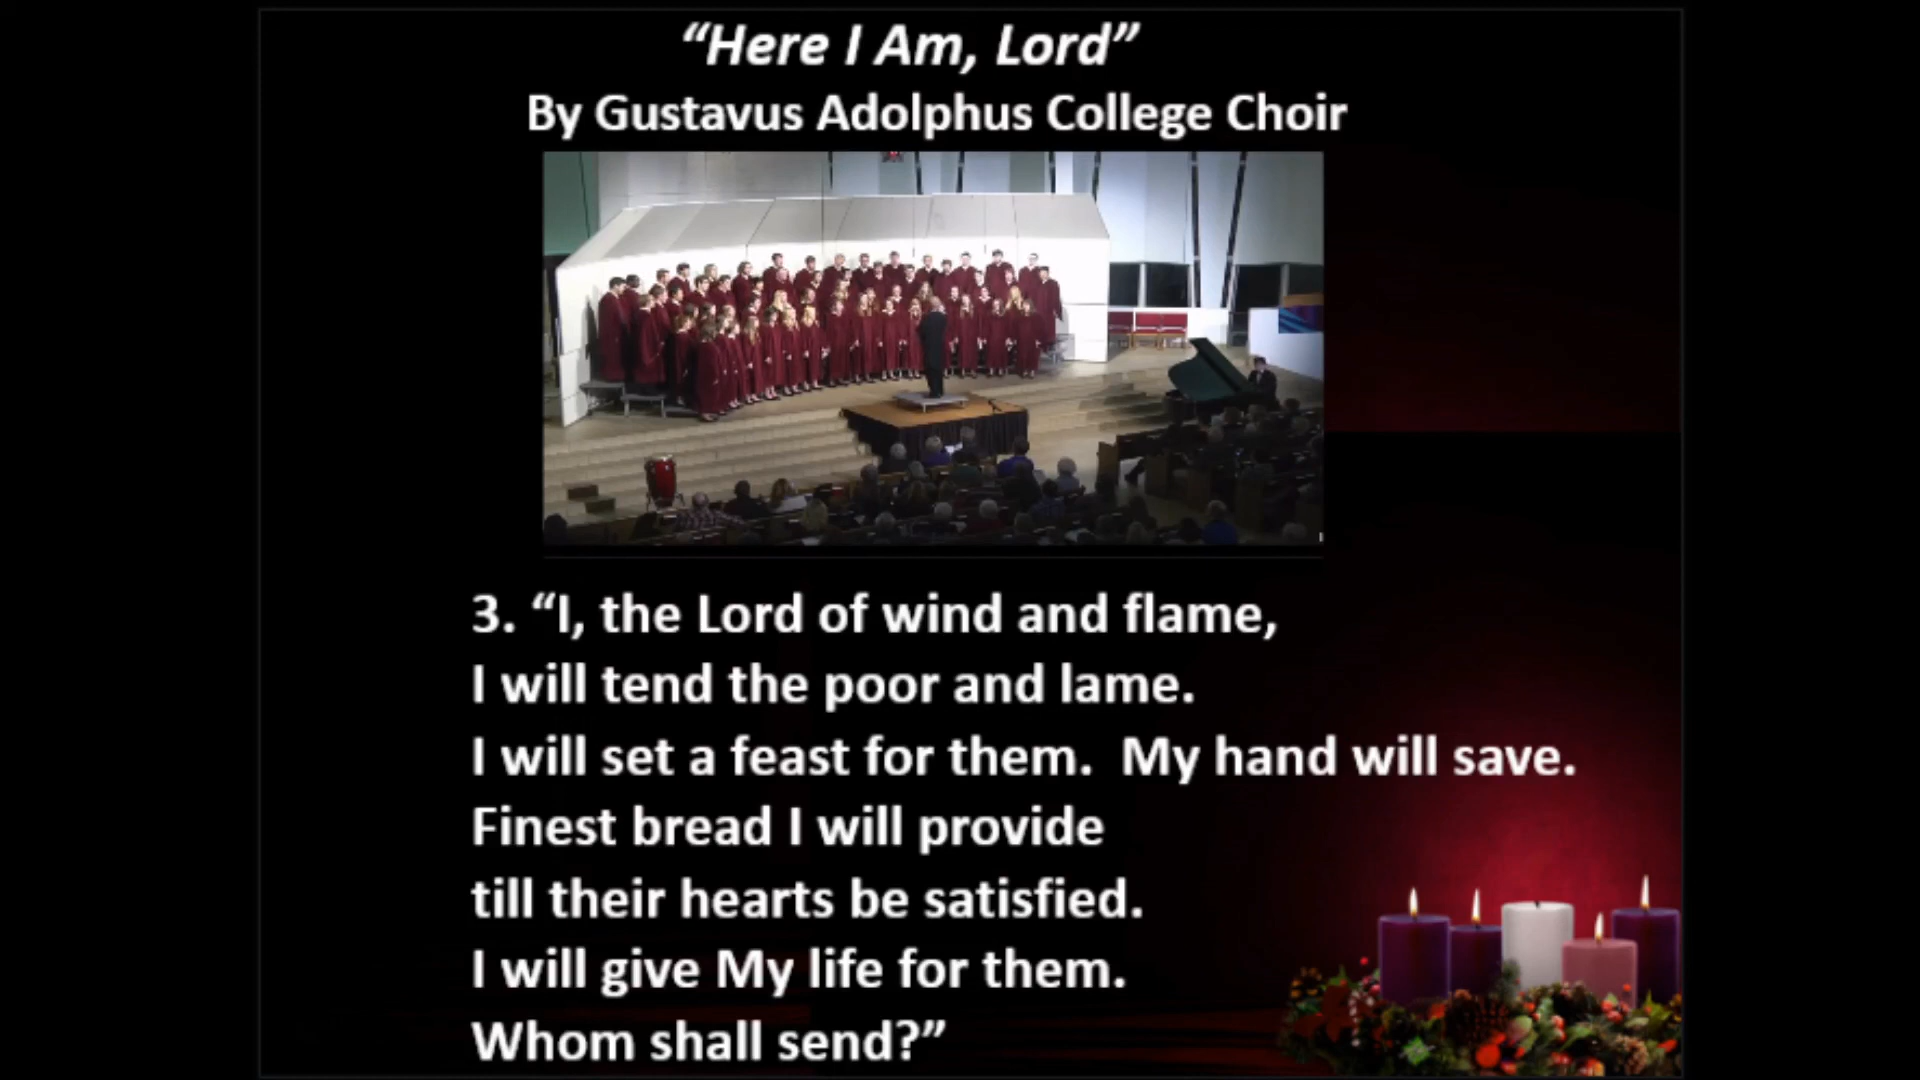 “Here I Am, Lord”
By Gustavus Adolphus College Choir
3. “I, the Lord of wind and flame,
I will tend the poor and lame.
I will set a feast for them.  My hand will save.
Finest bread I will provide
till their hearts be satisfied.
I will give My life for them.
Whom shall send?”